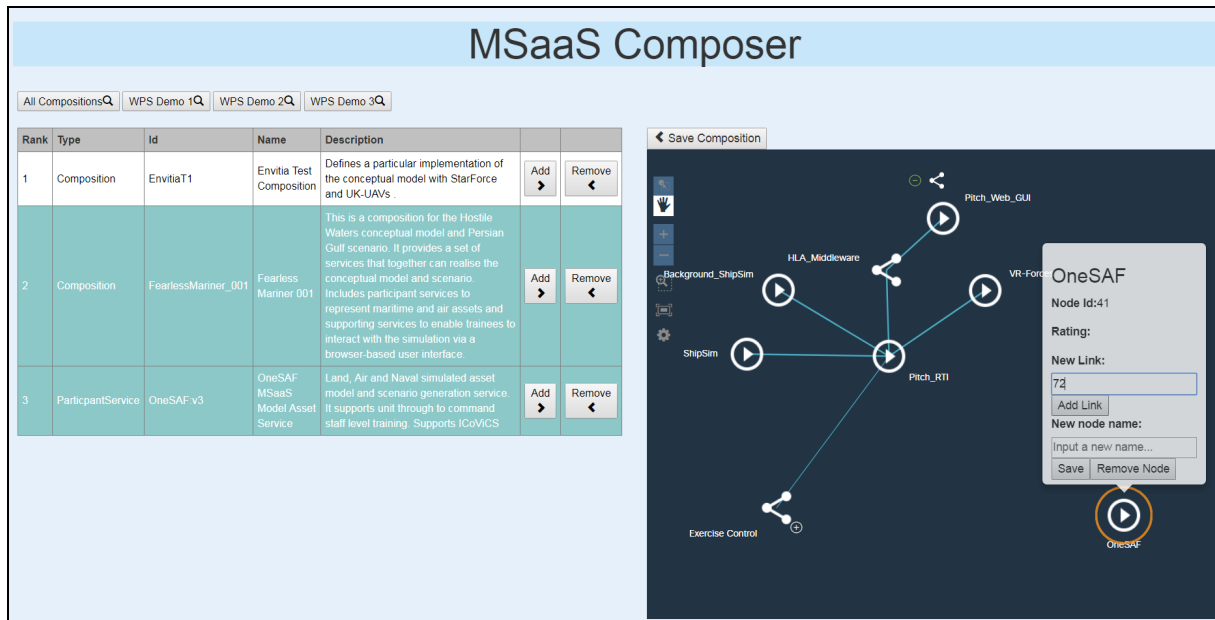 MSaaS Composer
All Compositions WPS Demo 1 WPS Demo 2 WPS Demo 3
Rank Type Id Name Description
1 Composition EnvitiaT1
Envitia Test
Composition
Defines a particular implementation of
the conceptual model with StarForce
and UK-UAVs .
Add
Remove
2 Composition FearlessMariner_001
Fearless
Mariner 001
This is a composition for the Hostile
Waters conceptual model and Persian
Gulf scenario. It provides a set of
services that together can realise the
conceptual model and scenario.
Includes participant services to
represent maritime and air assets and
supporting services to enable trainees to
interact with the simulation via a
browser-based user interface.
Add
Remove
3 ParticpantService OneSAF:v3
OneSAF
MSaaS
Model Asset
Service
Land, Air and Naval simulated asset
model and scenario generation service.
It supports unit through to command
staff level training. Supports ICoViCS
Add
Remove
Save Composition
Pitch_Web_GUI
HLA_Middleware
Background_ShipSim
VR-Force
ShipSim
Pitch_RTI
Exercise Control
OneSAF
Node Id:41
Rating:
New Link:
72
Add Link
New node name:
Input a new name...
Save Remove Node
OneSAF